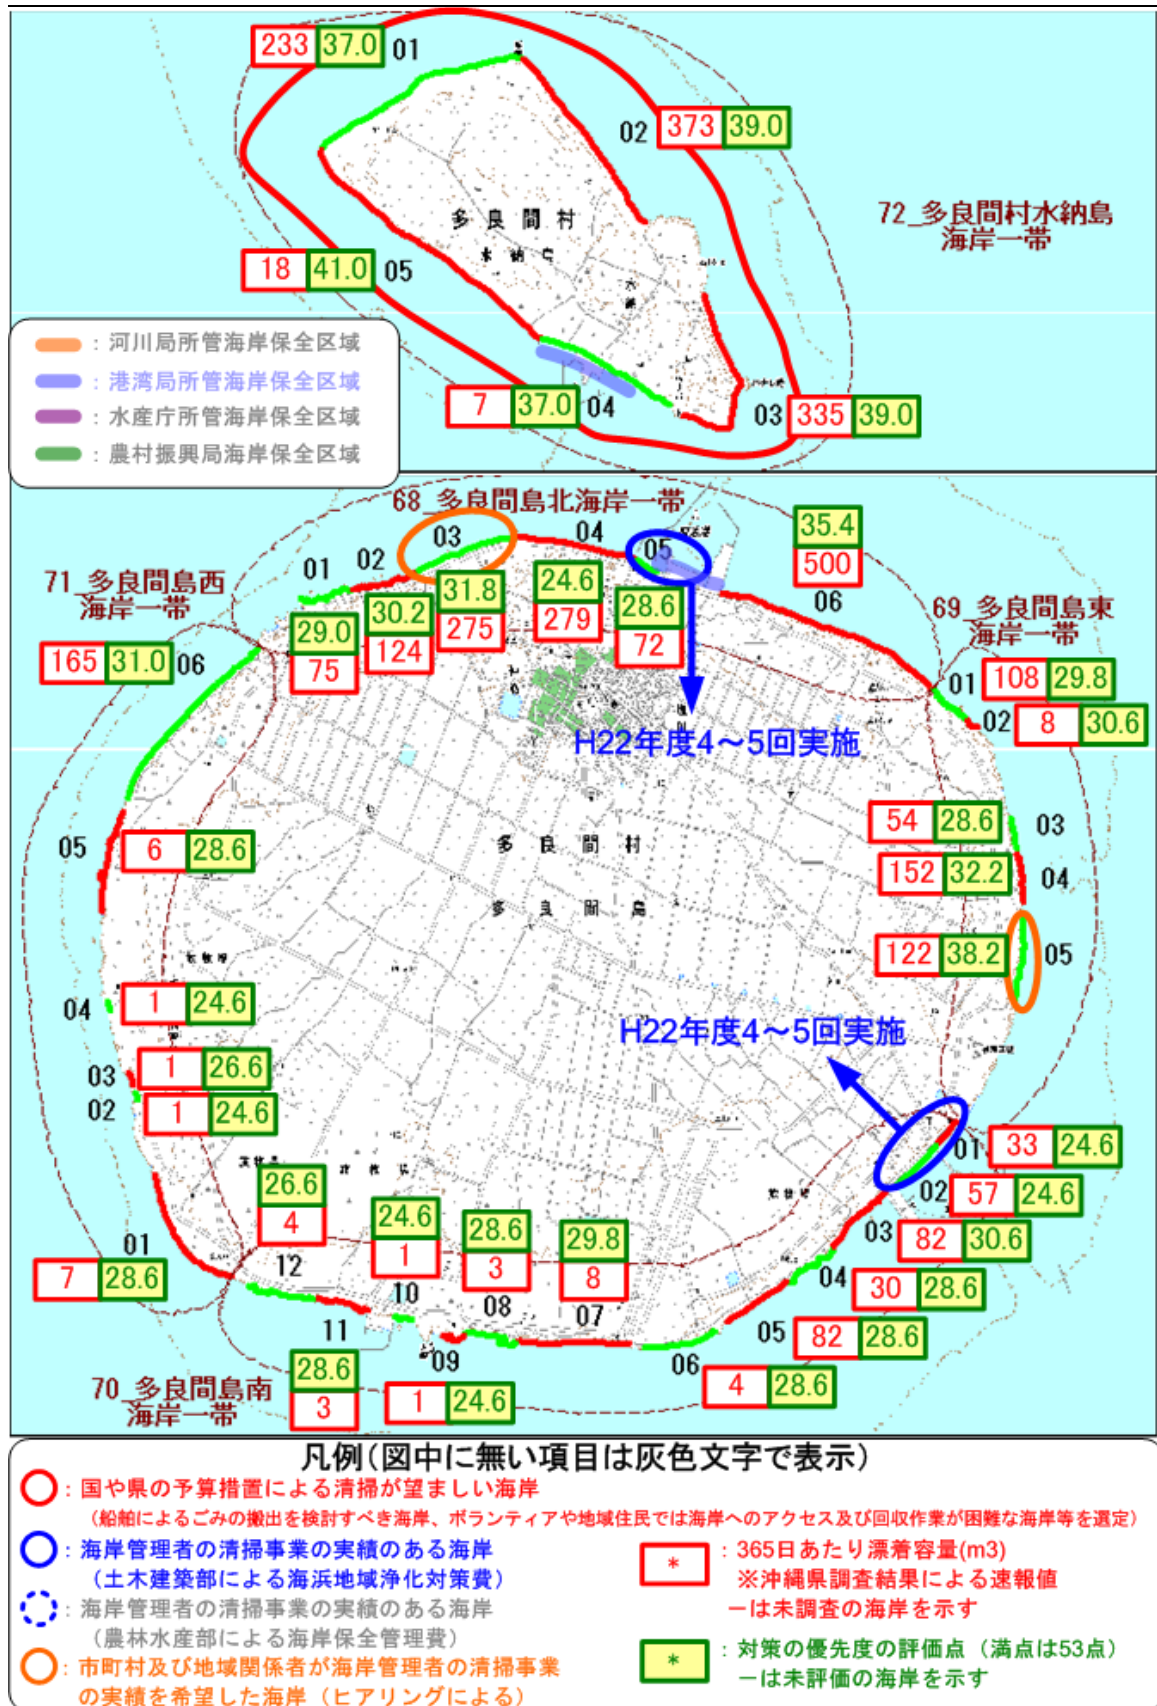 233 37.0 01
02 373 39.0
多良間村
水納島
水納
72_多良間村水納島
海岸一帯
18 41.0 05
7 37.0 04
03 335 39.0
：河川局所管海岸保全区域
：港湾局所管海岸保全区域
：水産庁所管海岸保全区域
：農村振興局海岸保全区域
68_多良間島北海岸一帯
01 02 03 04 05 06
29.0 75
30.2 124
31.8 275
24.6 279
28.6 72
35.4 500
H22年度4～5回実施
71_多良間島西
海岸一帯
165 31.0 06
05 6 28.6
04 1 24.6
03 1 26.6
02 1 24.6
01
7 28.6
69_多良間島東
海岸一帯
01 108 29.8
02 8 30.6
54 28.6 03
152 32.2 04
122 38.2 05
多良間村
多良間島
H22年度4～5回実施
01 33 24.6
02 57 24.6
03 82 30.6
04 30 28.6
05 82 28.6
06 4 28.6
29.8 8 07
28.6 3 08
09 1 24.6
24.6 1 10
11 28.6 3
26.6 4 12
70_多良間島南
海岸一帯
凡例（図中に無い項目は灰色文字で表示）
：国や県の予算措置による清掃が望ましい海岸
（船舶によるごみの搬出を検討すべき海岸、ボランティアや地域住民では海岸へのアクセス及び回収作業が困難な海岸等を選定）
：海岸管理者の清掃事業の実績のある海岸
（土木建築部による海浜地域浄化対策費）
：海岸管理者の清掃事業の実績のある海岸
（農林水産部による海岸保全管理費）
：市町村及び地域関係者が海岸管理者の清掃事業
の実績を希望した海岸（ヒアリングによる）
* ：365日あたり漂着容量(m3)
※沖縄県調査結果による速報値
－は未調査の海岸を示す
* ：対策の優先度の評価点（満点は53点）
－は未評価の海岸を示す